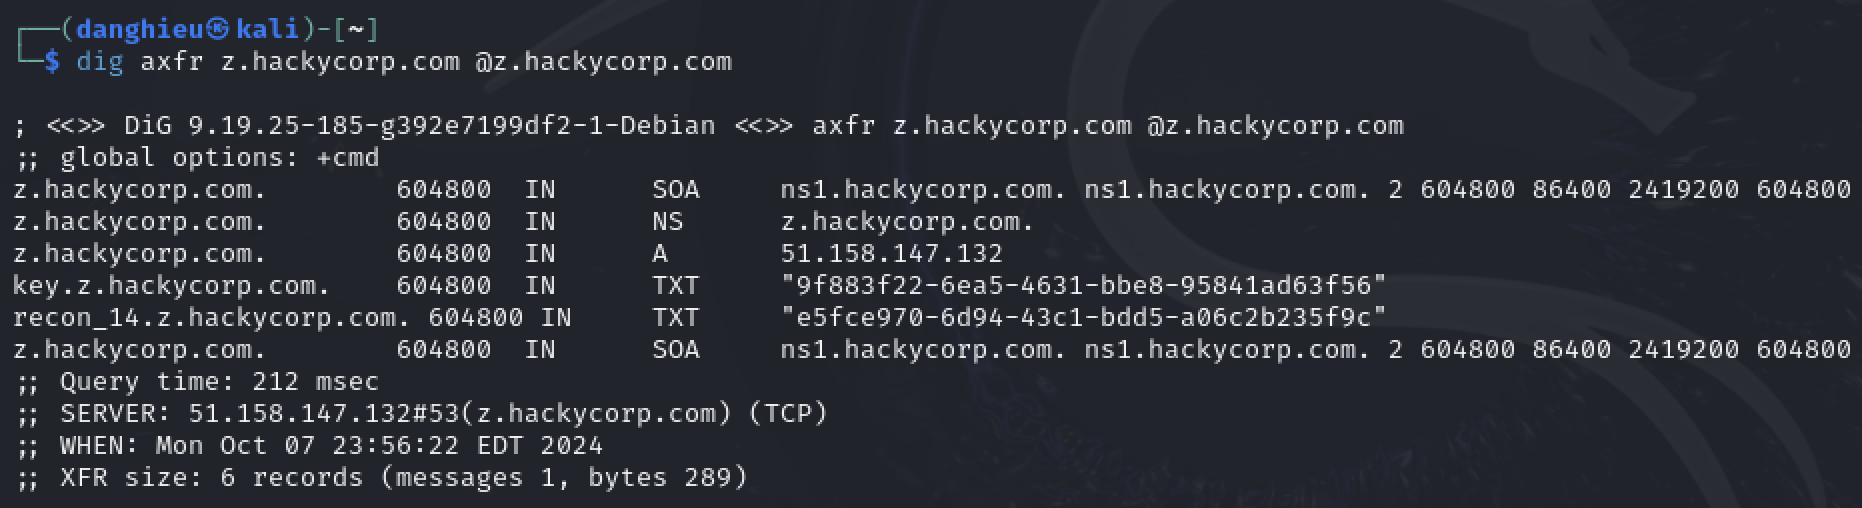 ┌──(danghieu㉿kali)-[~]
└─$ dig axfr z.hackycorp.com @z.hackycorp.com
; <<>> DiG 9.19.25-185-g392e7199df2-1-Debian <<>> axfr z.hackycorp.com @z.hackycorp.com
;; global options: +cmd
z.hackycorp.com. 604800 IN SOA ns1.hackycorp.com. ns1.hackycorp.com. 2 604800 86400 2419200 604800
z.hackycorp.com. 604800 IN NS z.hackycorp.com.
z.hackycorp.com. 604800 IN A 51.158.147.132
key.z.hackycorp.com. 604800 IN TXT "9f883f22-6ea5-4631-bbe8-95841ad63f56"
recon_14.z.hackycorp.com. 604800 IN TXT "e5fce970-6d94-43c1-bdd5-a06c2b235f9c"
z.hackycorp.com. 604800 IN SOA ns1.hackycorp.com. ns1.hackycorp.com. 2 604800 86400 2419200 604800
;; Query time: 212 msec
;; SERVER: 51.158.147.132#53(z.hackycorp.com) (TCP)
;; WHEN: Mon Oct 07 23:56:22 EDT 2024
;; XFR size: 6 records (messages 1, bytes 289)